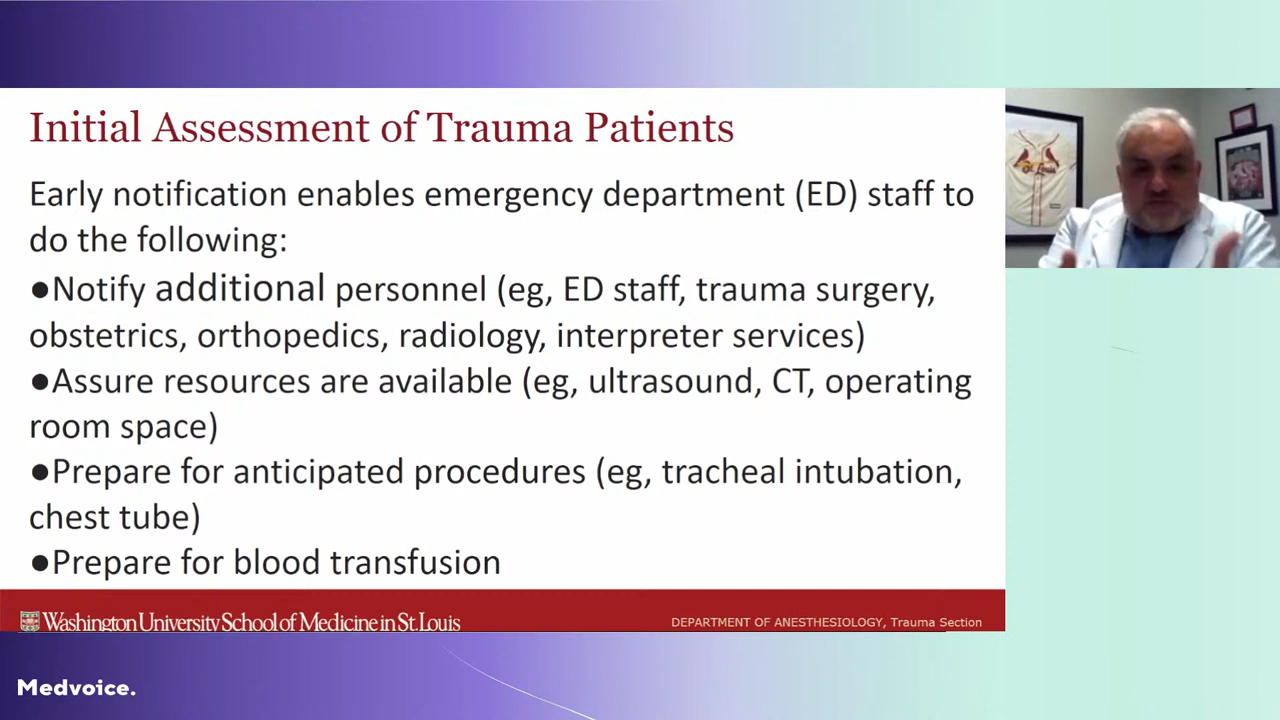 Initial Assessment of Trauma Patients
Early notification enables emergency department (ED) staff to
do the following:
●Notify additional personnel (eg, ED staff, trauma surgery,
obstetrics, orthopedics, radiology, interpreter services)
●Assure resources are available (eg, ultrasound, CT, operating
room space)
●Prepare for anticipated procedures (eg, tracheal intubation,
chest tube)
●Prepare for blood transfusion
Washington University School of Medicine in St. Louis
DEPARTMENT OF ANESTHESIOLOGY, Trauma Section
St. Louis
Medvoice.